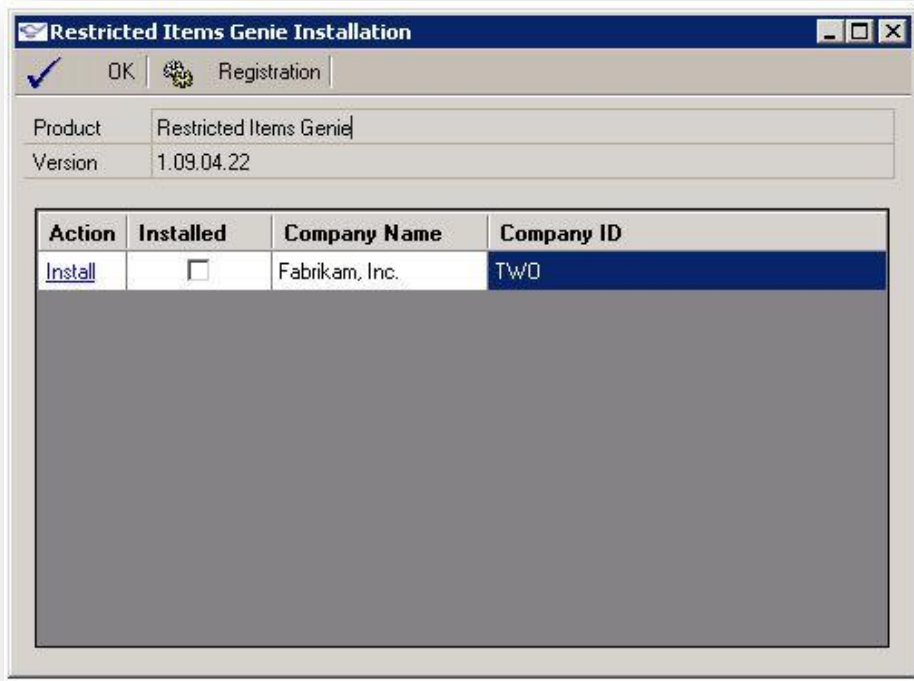 Restricted Items Genie Installation
OK Registration
Product Restricted Items Genie
Version 1.09.04.22
Action Installed Company Name Company ID
Install Fabrikam, Inc. TWO